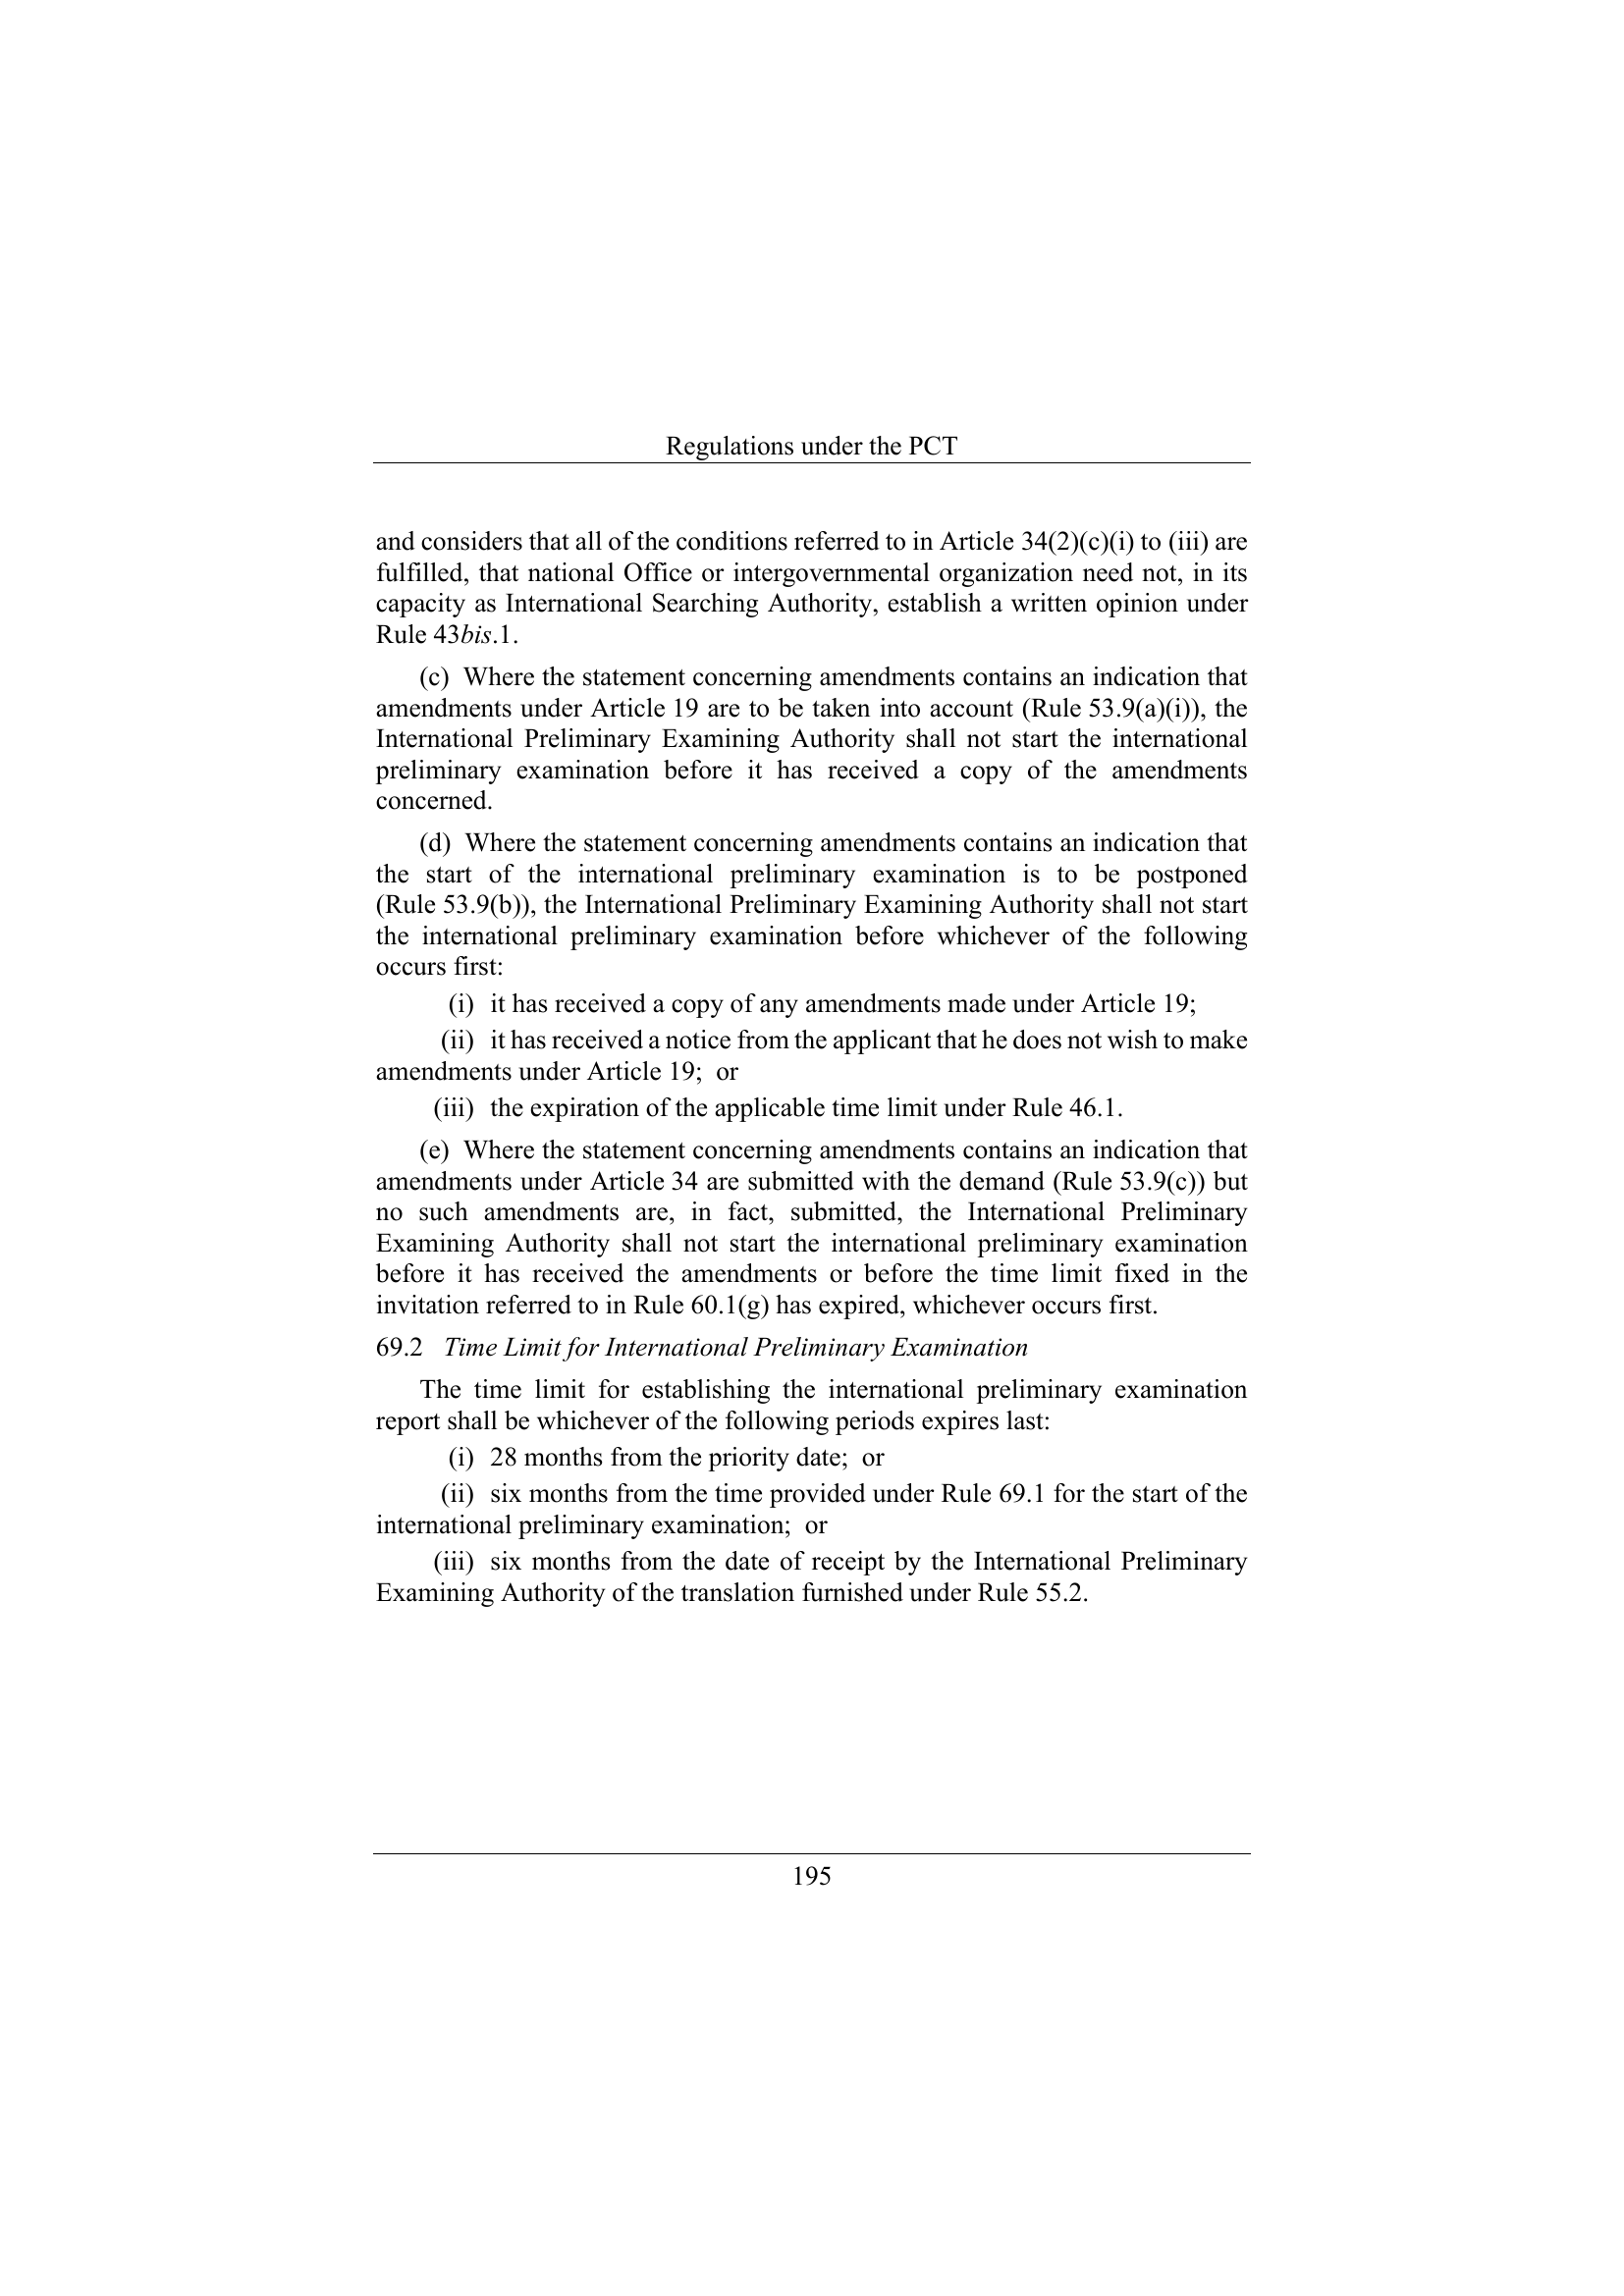 Regulations under the PCT
and considers that all of the conditions referred to in Article 34(2)(c)(i) to (iii) are
fulfilled, that national Office or intergovernmental organization need not, in its
capacity as International Searching Authority, establish a written opinion under
Rule 43bis.1.
(c) Where the statement concerning amendments contains an indication that
amendments under Article 19 are to be taken into account (Rule 53.9(a)(i)), the
International Preliminary Examining Authority shall not start the international
preliminary examination before it has received a copy of the amendments
concerned.
(d) Where the statement concerning amendments contains an indication that
the start of the international preliminary examination is to be postponed
(Rule 53.9(b)), the International Preliminary Examining Authority shall not start
the international preliminary examination before whichever of the following
occurs first:
(i) it has received a copy of any amendments made under Article 19;
(ii) it has received a notice from the applicant that he does not wish to make
amendments under Article 19; or
(iii) the expiration of the applicable time limit under Rule 46.1.
(e) Where the statement concerning amendments contains an indication that
amendments under Article 34 are submitted with the demand (Rule 53.9(c)) but
no such amendments are, in fact, submitted, the International Preliminary
Examining Authority shall not start the international preliminary examination
before it has received the amendments or before the time limit fixed in the
invitation referred to in Rule 60.1(g) has expired, whichever occurs first.
69.2 Time Limit for International Preliminary Examination
The time limit for establishing the international preliminary examination
report shall be whichever of the following periods expires last:
(i) 28 months from the priority date; or
(ii) six months from the time provided under Rule 69.1 for the start of the
international preliminary examination; or
(iii) six months from the date of receipt by the International Preliminary
Examining Authority of the translation furnished under Rule 55.2.
195